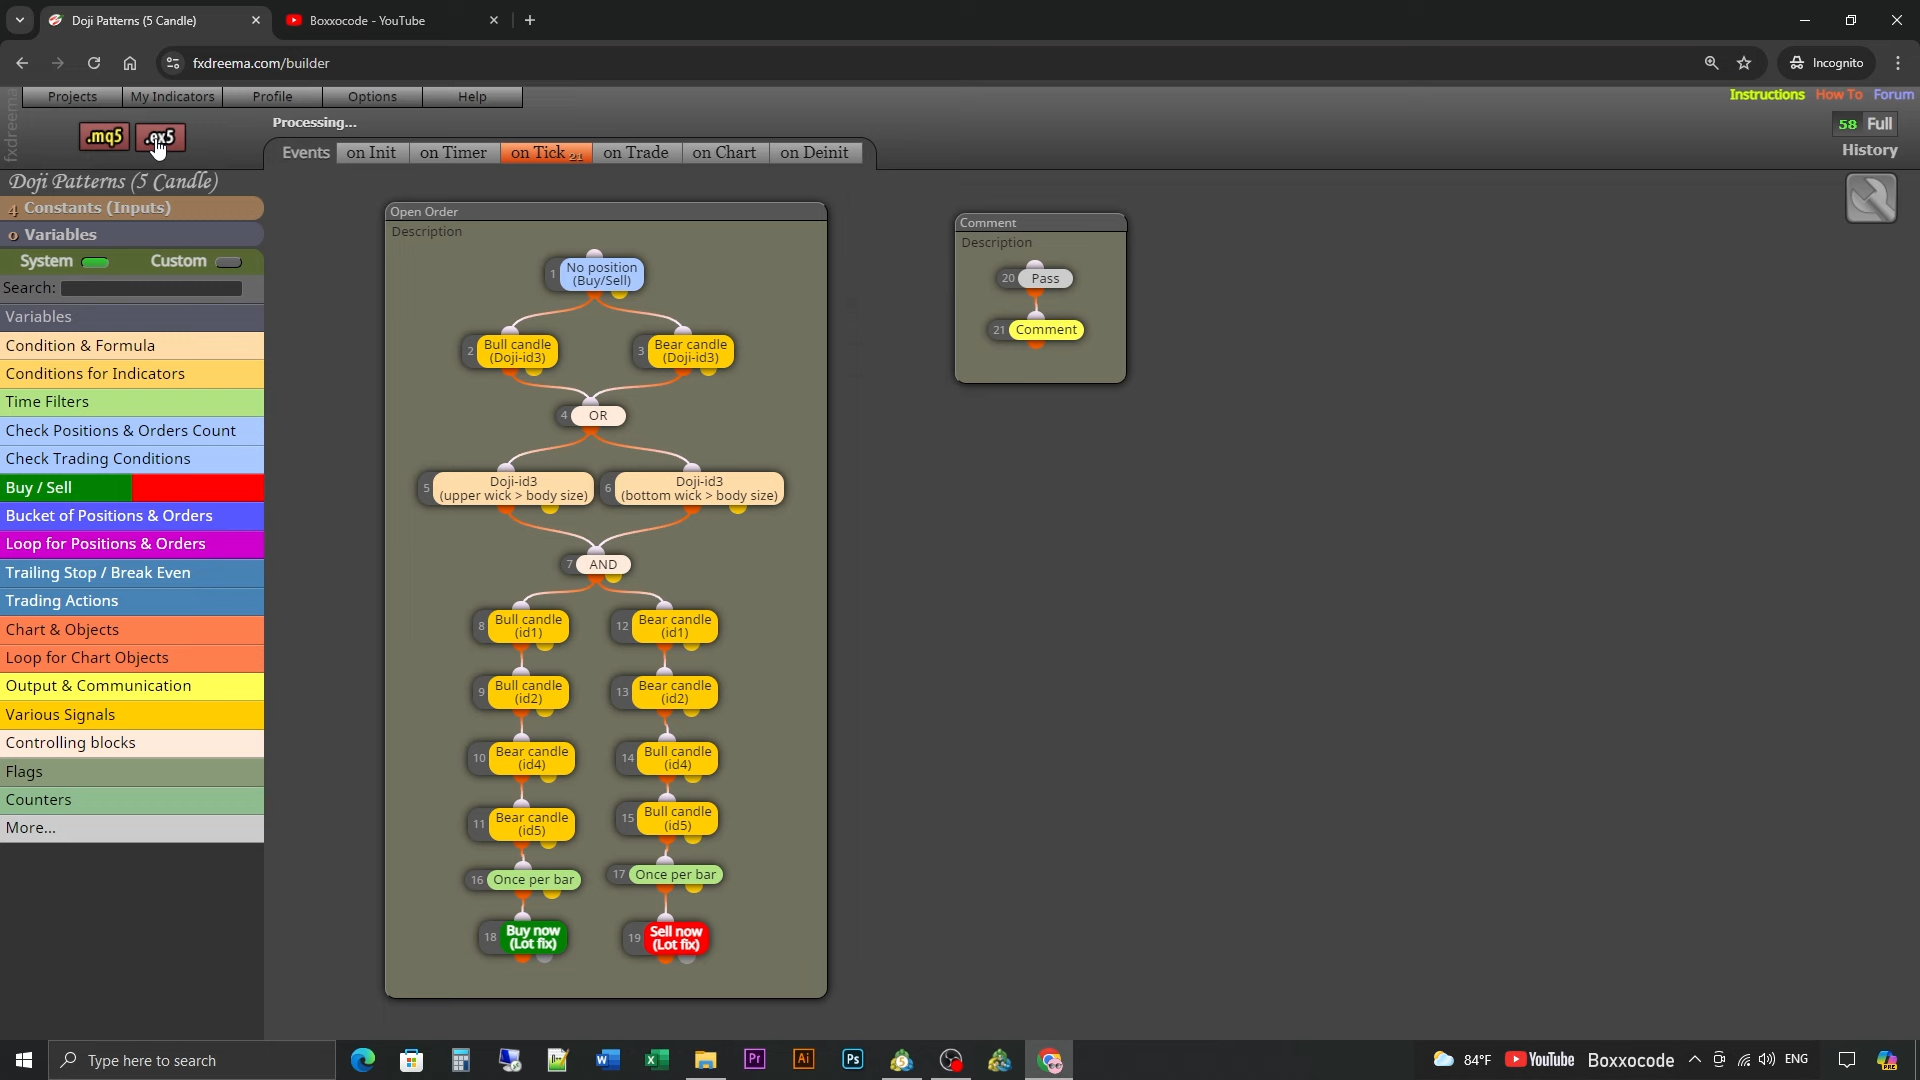 Doji Patterns (5 Candle)
Boxxocode - YouTube
fxdreema.com/builder
Incognito
Projects
My Indicators
Profile
Options
Help
Instructions
How To
Forum
fxdreema
.mq5
.ex5
Processing...
58 Full
History
Events
on Init
on Timer
on Tick 21
on Trade
on Chart
on Deinit
Doji Patterns (5 Candle)
4 Constants (Inputs)
0 Variables
System
Custom
Search:
Variables
Condition & Formula
Conditions for Indicators
Time Filters
Check Positions & Orders Count
Check Trading Conditions
Buy / Sell
Bucket of Positions & Orders
Loop for Positions & Orders
Trailing Stop / Break Even
Trading Actions
Chart & Objects
Loop for Chart Objects
Output & Communication
Various Signals
Controlling blocks
Flags
Counters
More...
Open Order
Description
1 No position
(Buy/Sell)
2 Bull candle
(Doji-id3)
3 Bear candle
(Doji-id3)
4 OR
5 Doji-id3
(upper wick > body size)
6 Doji-id3
(bottom wick > body size)
7 AND
8 Bull candle
(id1)
12 Bear candle
(id1)
9 Bull candle
(id2)
13 Bear candle
(id2)
10 Bear candle
(id4)
14 Bull candle
(id4)
11 Bear candle
(id5)
15 Bull candle
(id5)
16 Once per bar
17 Once per bar
18 Buy now
(Lot fix)
19 Sell now
(Lot fix)
Comment
Description
20 Pass
21 Comment
Type here to search
Pr
Ai
Ps
84°F
YouTube
Boxxocode
ENG